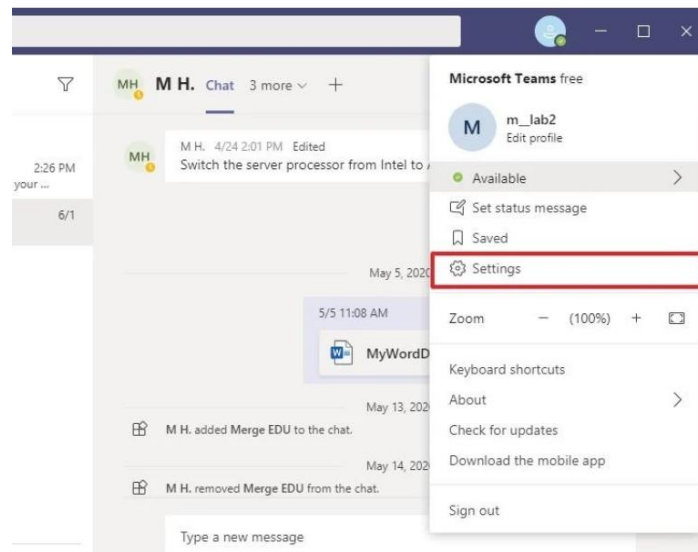 2:26 PM
your ...
6/1
MH
M H. Chat 3 more
MH
M H. 4/24 2:01 PM Edited
Switch the server processor from Intel to
May 5, 2020
5/5 11:08 AM
MyWordD
May 13, 202
M H. added Merge EDU to the chat.
May 14, 202
M H. removed Merge EDU from the chat.
Type a new message
Microsoft Teams free
M
m__lab2
Edit profile
Available
Set status message
Saved
Settings
Zoom – (100%) +
Keyboard shortcuts
About
Check for updates
Download the mobile app
Sign out